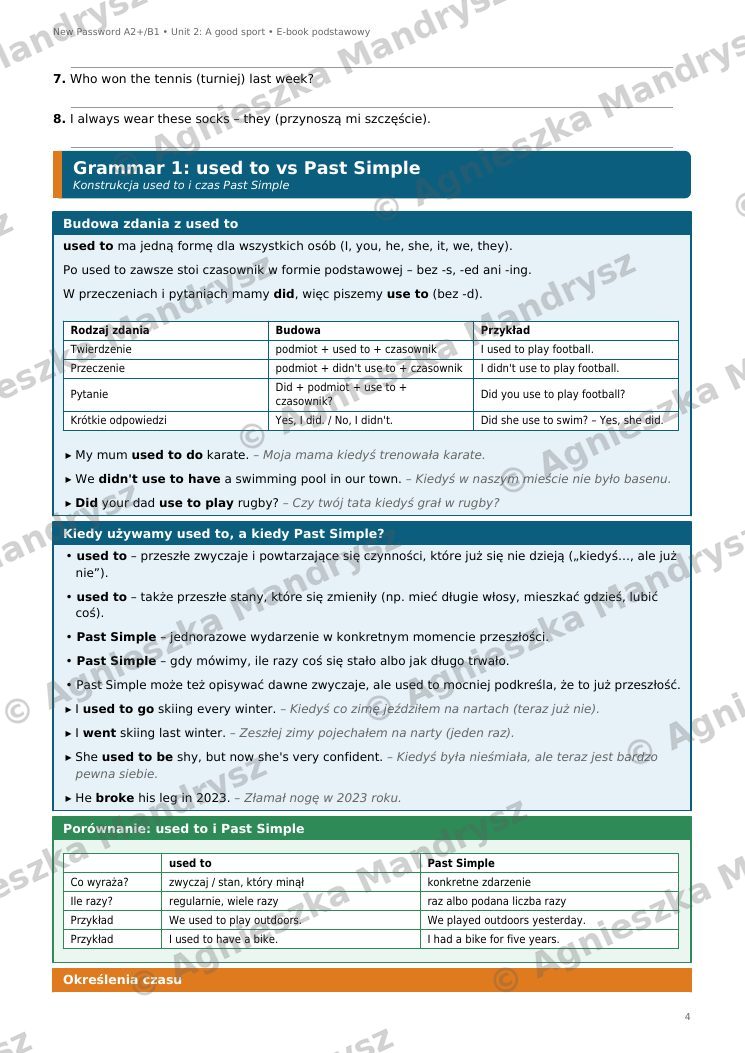 New Password A2+/B1 • Unit 2: A good sport • E-book podstawowy
7. Who won the tennis (turniej) last week?
8. I always wear these socks – they (przynoszą mi szczęście).
Grammar 1: used to vs Past Simple
Konstrukcja used to i czas Past Simple
Budowa zdania z used to
used to ma jedną formę dla wszystkich osób (I, you, he, she, it, we, they).
Po used to zawsze stoi czasownik w formie podstawowej – bez -s, -ed ani -ing.
W przeczeniach i pytaniach mamy did, więc piszemy use to (bez -d).
Rodzaj zdania Budowa Przykład
Twierdzenie podmiot + used to + czasownik I used to play football.
Przeczenie podmiot + didn't use to + czasownik I didn't use to play football.
Pytanie Did + podmiot + use to + czasownik? Did you use to play football?
Krótkie odpowiedzi Yes, I did. / No, I didn't. Did she use to swim? – Yes, she did.
▸ My mum used to do karate. – Moja mama kiedyś trenowała karate.
▸ We didn't use to have a swimming pool in our town. – Kiedyś w naszym mieście nie było basenu.
▸ Did your dad use to play rugby? – Czy twój tata kiedyś grał w rugby?
Kiedy używamy used to, a kiedy Past Simple?
• used to – przeszłe zwyczaje i powtarzające się czynności, które już się nie dzieją („kiedyś…, ale już
nie”).
• used to – także przeszłe stany, które się zmieniły (np. mieć długie włosy, mieszkać gdzieś, lubić
coś).
• Past Simple – jednorazowe wydarzenie w konkretnym momencie przeszłości.
• Past Simple – gdy mówimy, ile razy coś się stało albo jak długo trwało.
• Past Simple może też opisywać dawne zwyczaje, ale used to mocniej podkreśla, że to już przeszłość.
▸ I used to go skiing every winter. – Kiedyś co zimę jeździłem na nartach (teraz już nie).
▸ I went skiing last winter. – Zeszłej zimy pojechałem na narty (jeden raz).
▸ She used to be shy, but now she's very confident. – Kiedyś była nieśmiała, ale teraz jest bardzo
pewna siebie.
▸ He broke his leg in 2023. – Złamał nogę w 2023 roku.
Porównanie: used to i Past Simple
used to Past Simple
Co wyraża? zwyczaj / stan, który minął konkretne zdarzenie
Ile razy? regularnie, wiele razy raz albo podana liczba razy
Przykład We used to play outdoors. We played outdoors yesterday.
Przykład I used to have a bike. I had a bike for five years.
Określenia czasu
4
© Agnieszka Mandrysz